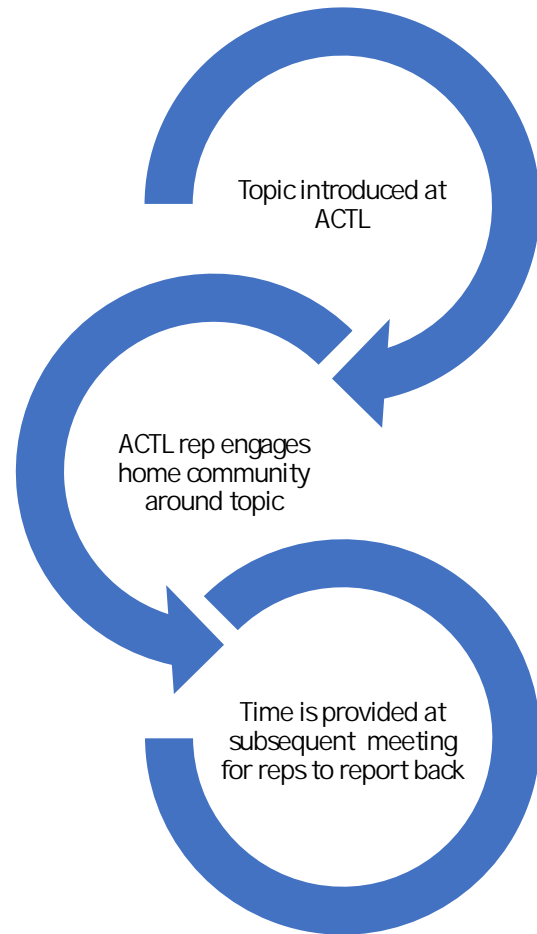 Topic introduced at
ACTL
ACTL rep engages
home community
around topic
Time is provided at
subsequent meeting
for reps to report back